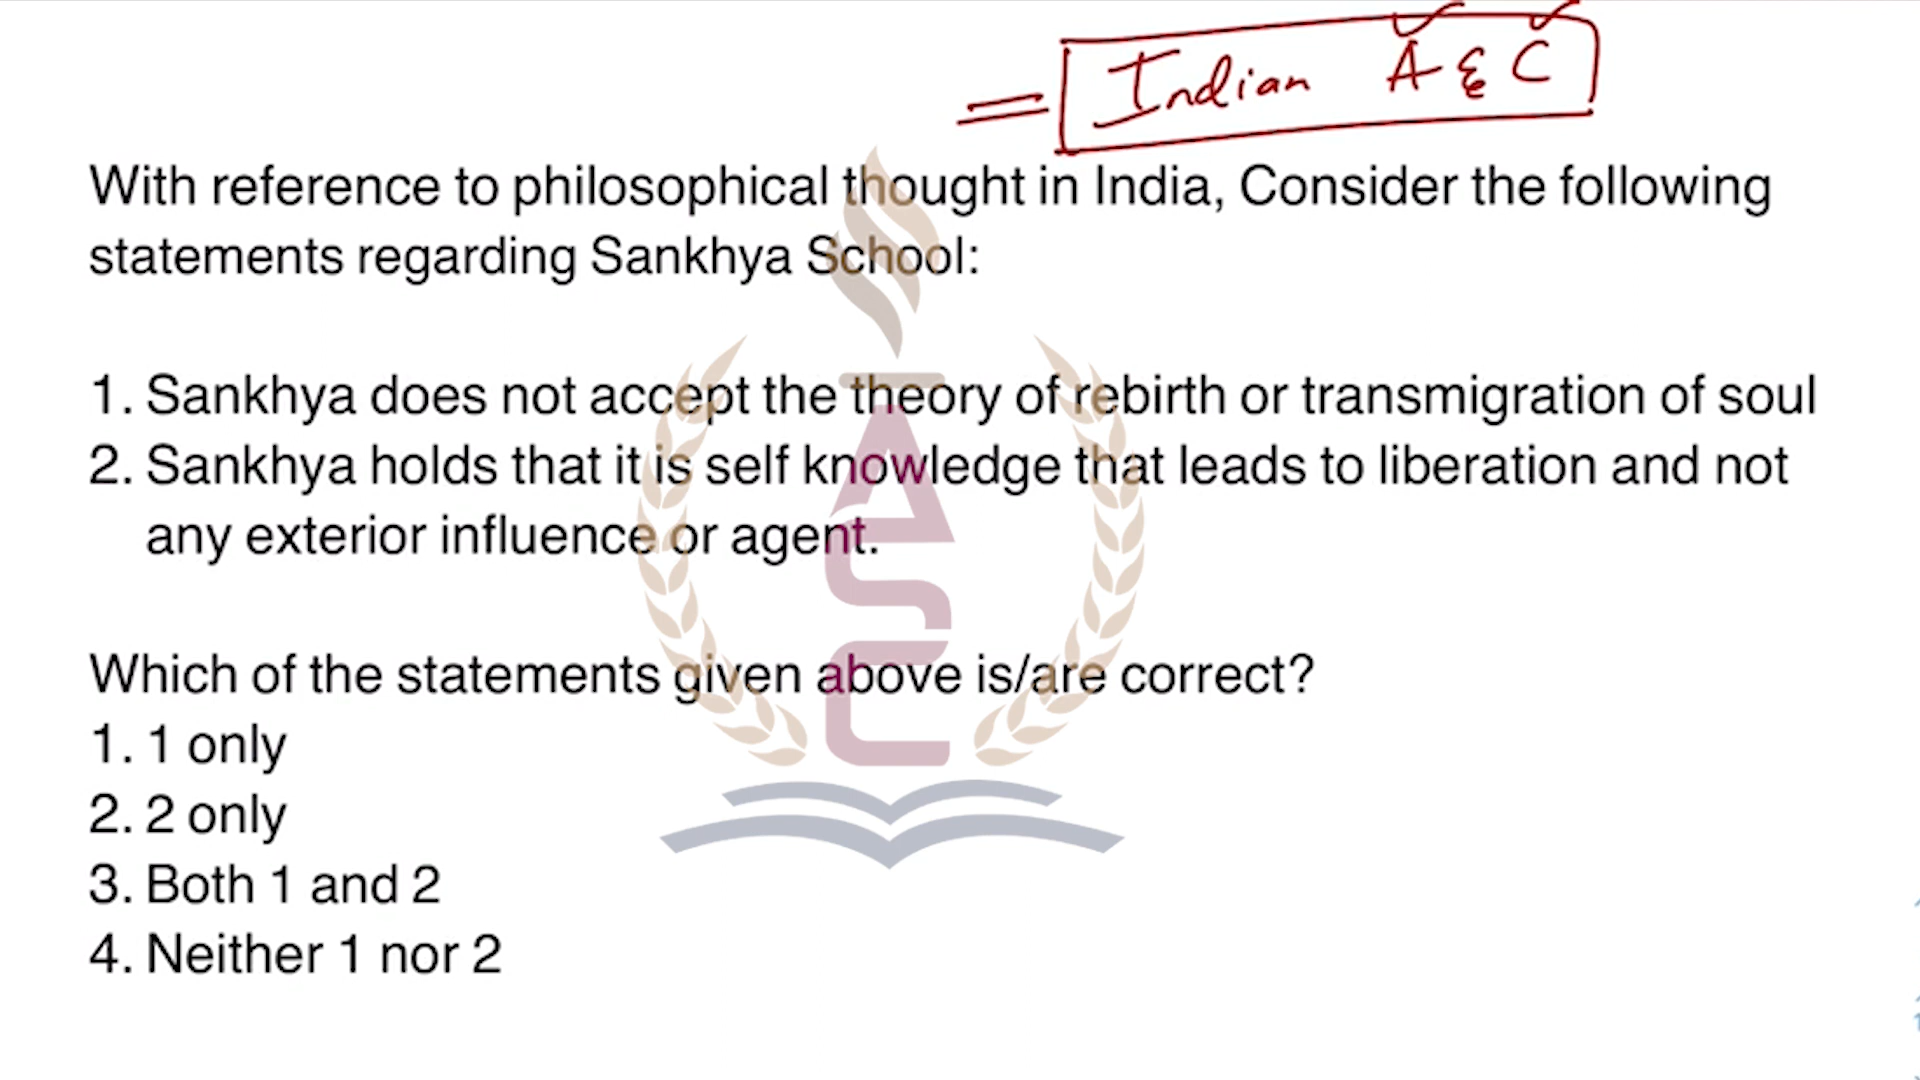 = Indian A & C
With reference to philosophical thought in India, Consider the following
statements regarding Sankhya School:
1. Sankhya does not accept the theory of rebirth or transmigration of soul
2. Sankhya holds that it is self knowledge that leads to liberation and not
any exterior influence or agent.
Which of the statements given above is/are correct?
1. 1 only
2. 2 only
3. Both 1 and 2
4. Neither 1 nor 2
IASC